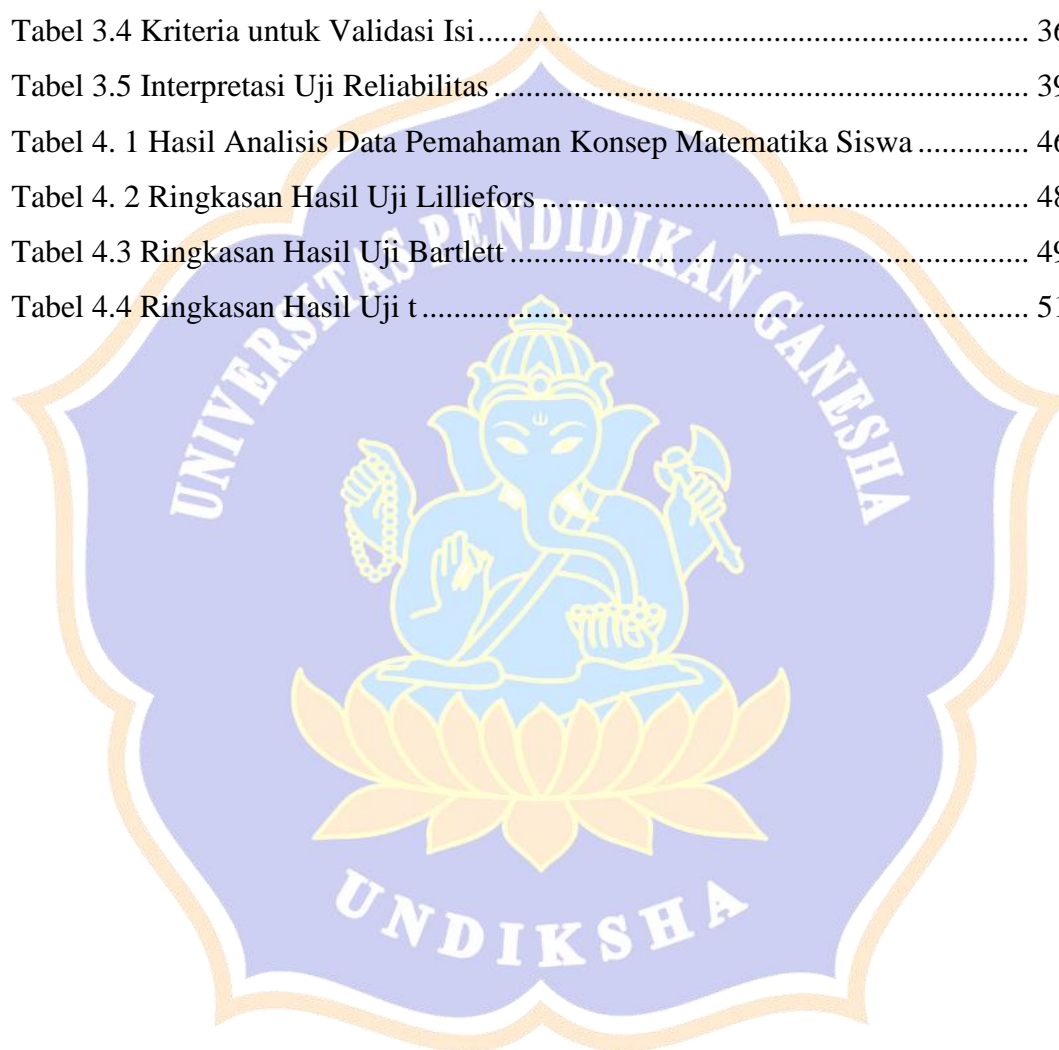 Tabel 3.4 Kriteria untuk Validasi Isi.................................................................................. 36
Tabel 3.5 Interpretasi Uji Reliabilitas................................................................................ 39
Tabel 4. 1 Hasil Analisis Data Pemahaman Konsep Matematika Siswa ................. 46
Tabel 4. 2 Ringkasan Hasil Uji Lilliefors......................................................................... 48
Tabel 4.3 Ringkasan Hasil Uji Bartlett ............................................................................. 49
Tabel 4.4 Ringkasan Hasil Uji t.......................................................................................... 51
UNIVERSITAS PENDIDIKAN GANESHA
UNDIKSHA